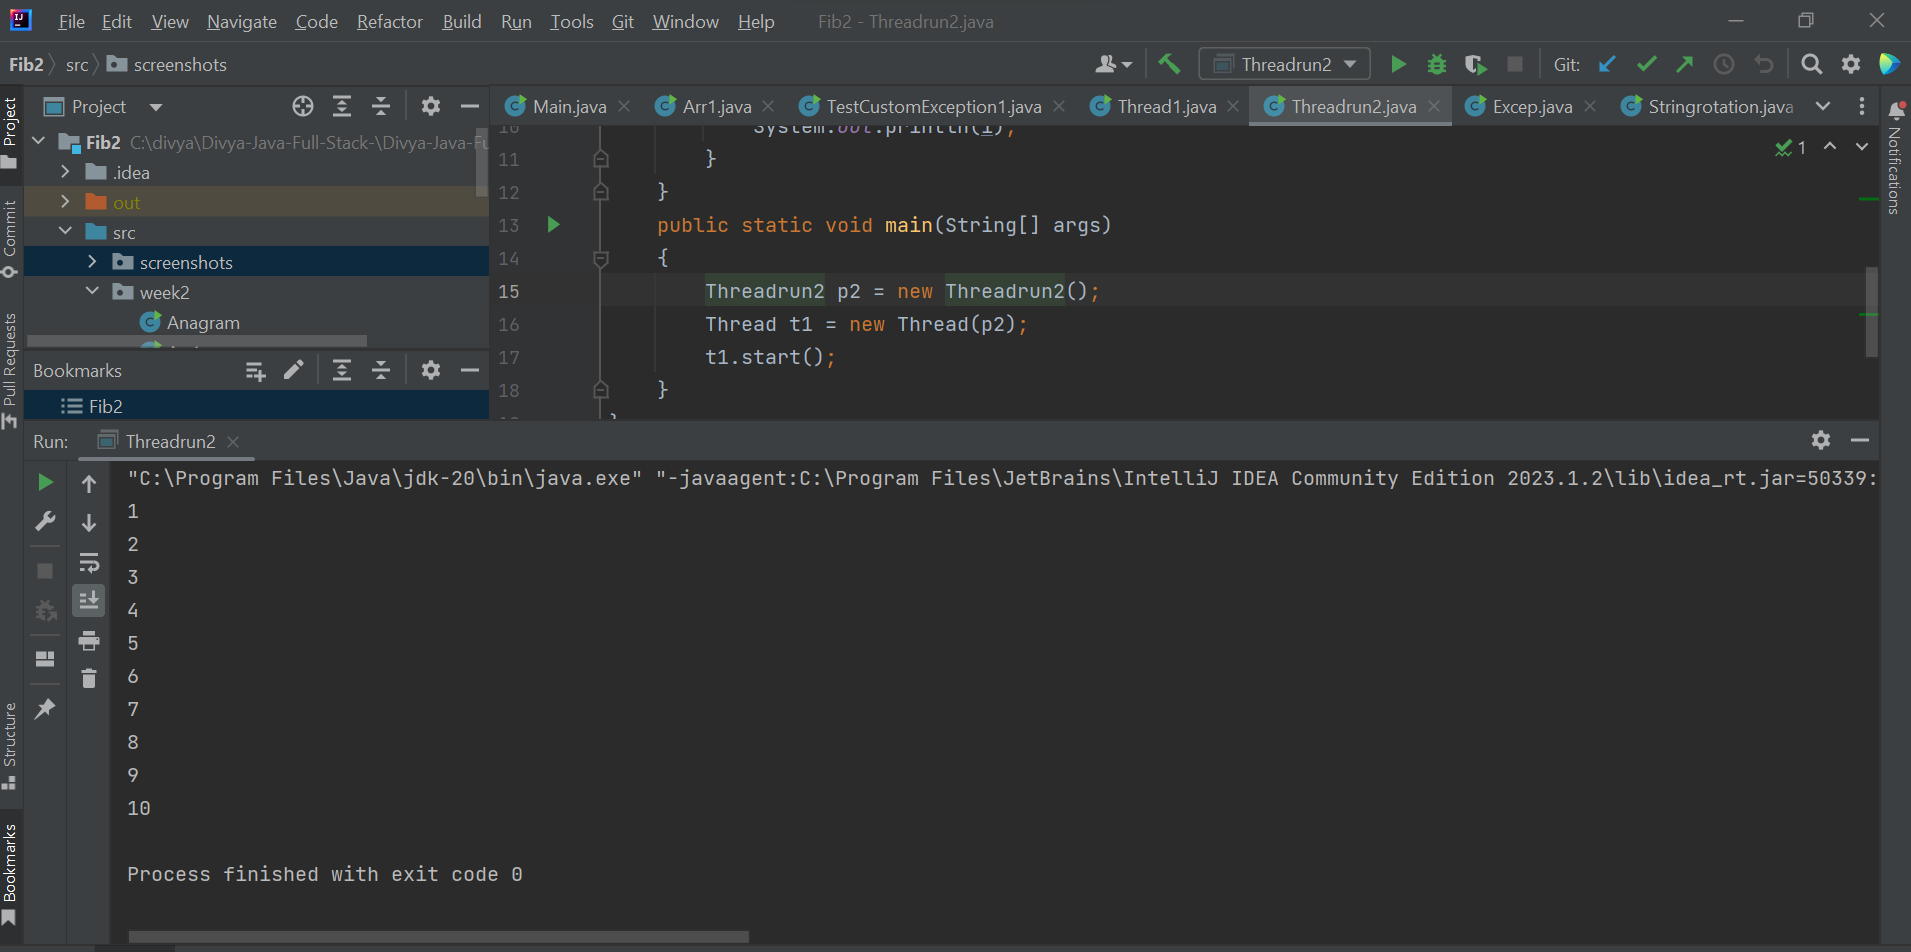 File Edit View Navigate Code Refactor Build Run Tools Git Window Help Fib2 - Threadrun2.java
Fib2 src screenshots Threadrun2 Git:
Project
Main.java Arr1.java TestCustomException1.java Thread1.java Threadrun2.java Excep.java Stringrotation.java
Fib2 C:\divya\Divya-Java-Full-Stack-\Divya-Java-Fu
.idea
out
src
screenshots
week2
Anagram
Bookmarks
Fib2
10 System.out.println(i);
11 }
12 }
13 public static void main(String[] args)
14 {
15 Threadrun2 p2 = new Threadrun2();
16 Thread t1 = new Thread(p2);
17 t1.start();
18 }
}
1
Run: Threadrun2
"C:\Program Files\Java\jdk-20\bin\java.exe" "-javaagent:C:\Program Files\JetBrains\IntelliJ IDEA Community Edition 2023.1.2\lib\idea_rt.jar=50339:
1
2
3
4
5
6
7
8
9
10
Process finished with exit code 0
Project
Commit
Pull Requests
Structure
Bookmarks
Notifications